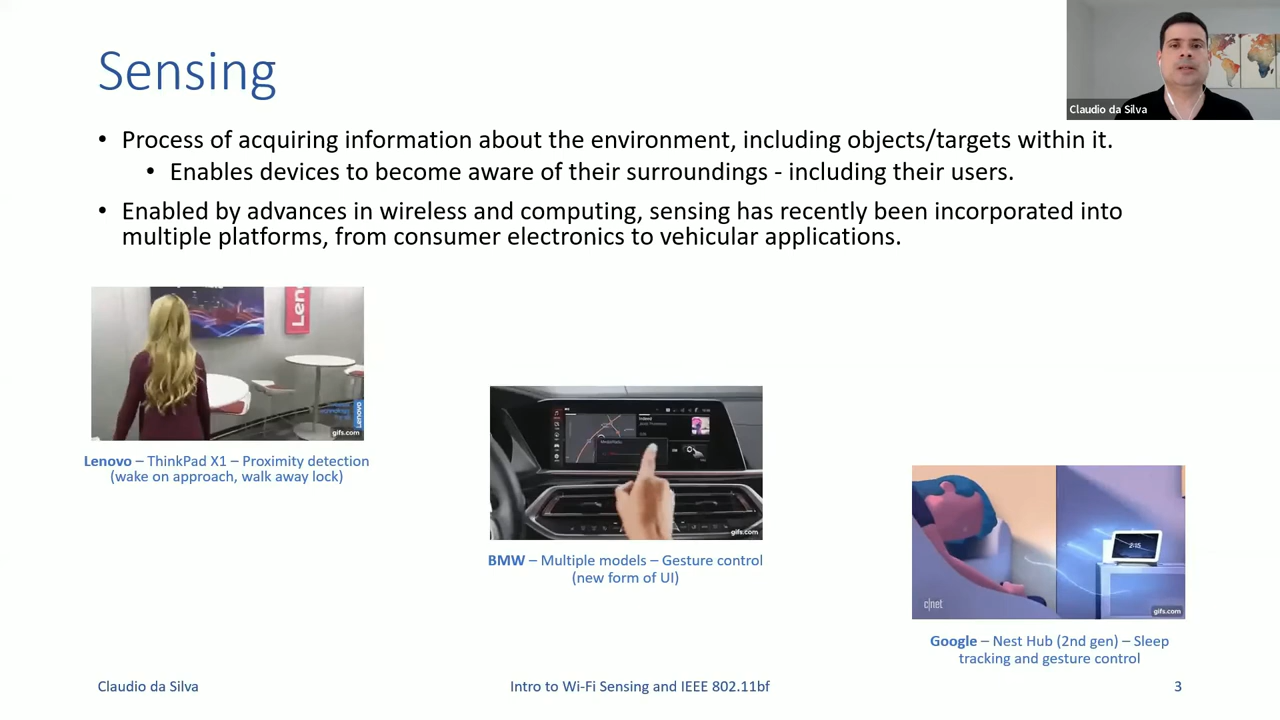 Sensing
Claudio da Silva
• Process of acquiring information about the environment, including objects/targets within it.
• Enables devices to become aware of their surroundings - including their users.
• Enabled by advances in wireless and computing, sensing has recently been incorporated into
multiple platforms, from consumer electronics to vehicular applications.
Len
Lenovo
gifs.com
Lenovo – ThinkPad X1 – Proximity detection
(wake on approach, walk away lock)
gifs.com
BMW – Multiple models – Gesture control
(new form of UI)
2:15
c|net
gifs.com
Google – Nest Hub (2nd gen) – Sleep
tracking and gesture control
Claudio da Silva
Intro to Wi-Fi Sensing and IEEE 802.11bf
3